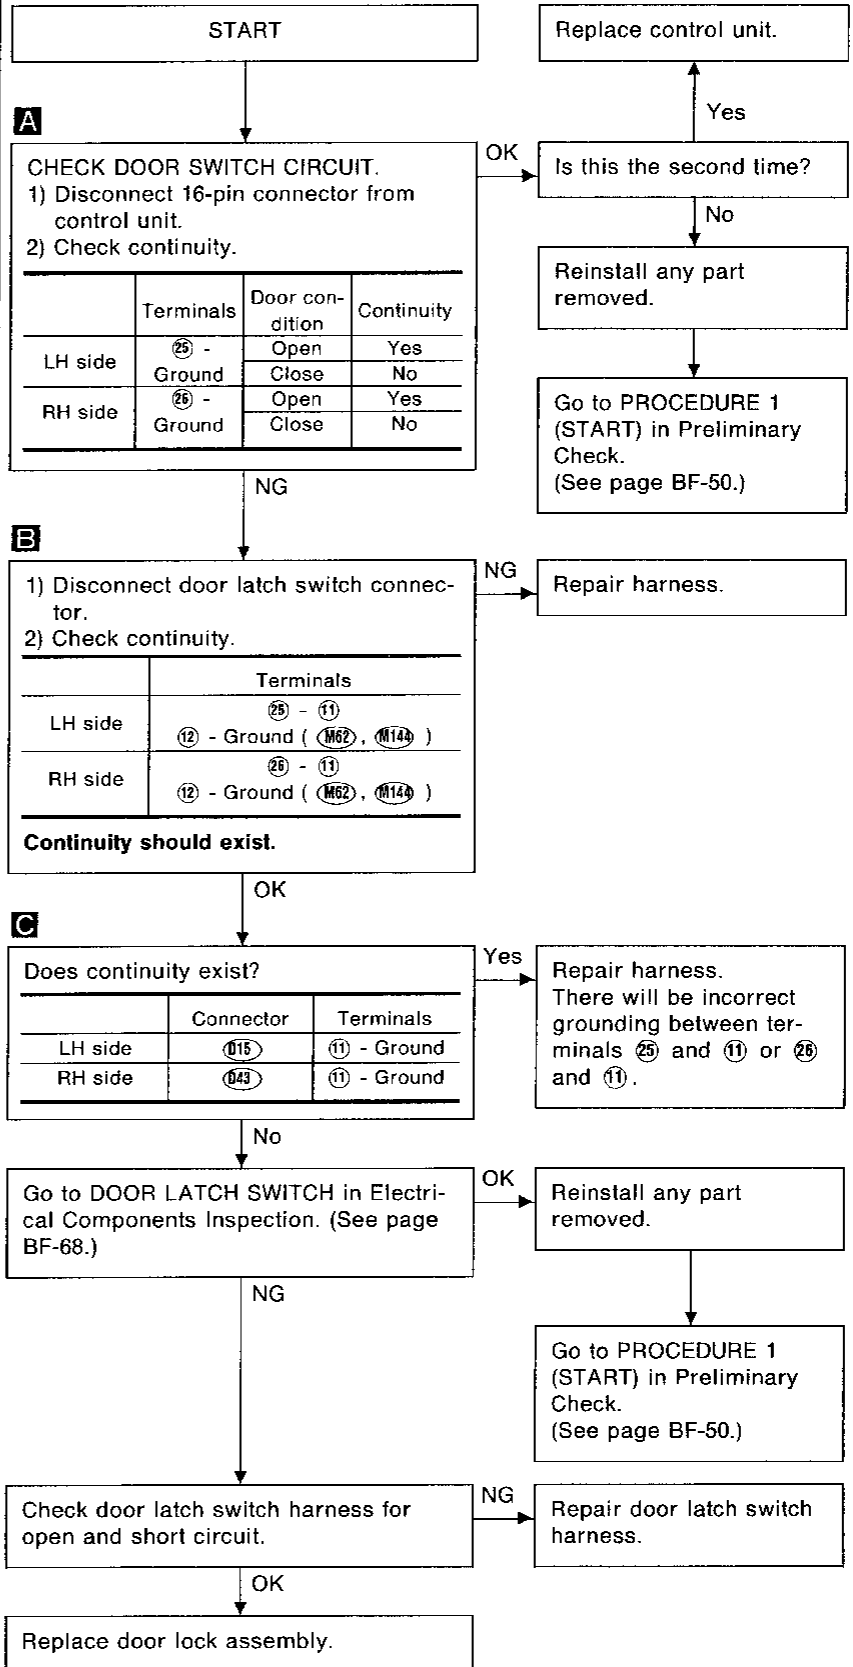 START
Replace control unit.
Yes
A
CHECK DOOR SWITCH CIRCUIT.
1) Disconnect 16-pin connector from
control unit.
2) Check continuity.
Terminals
Door con-
dition
Continuity
LH side
㉕ -
Ground
Open
Yes
Close
No
RH side
㉖ -
Ground
Open
Yes
Close
No
OK
Is this the second time?
No
Reinstall any part
removed.
Go to PROCEDURE 1
(START) in Preliminary
Check.
(See page BF-50.)
NG
B
1) Disconnect door latch switch connec-
tor.
2) Check continuity.
Terminals
LH side
㉕ - ⑪
⑫ - Ground ( M62 , M144 )
RH side
㉖ - ⑪
⑫ - Ground ( M62 , M144 )
Continuity should exist.
NG
Repair harness.
OK
C
Does continuity exist?
Connector
Terminals
LH side
D15
⑪ - Ground
RH side
D43
⑪ - Ground
Yes
Repair harness.
There will be incorrect
grounding between ter-
minals ㉕ and ⑪ or ㉖
and ⑪.
No
Go to DOOR LATCH SWITCH in Electri-
cal Components Inspection. (See page
BF-68.)
OK
Reinstall any part
removed.
Go to PROCEDURE 1
(START) in Preliminary
Check.
(See page BF-50.)
NG
Check door latch switch harness for
open and short circuit.
NG
Repair door latch switch
harness.
OK
Replace door lock assembly.